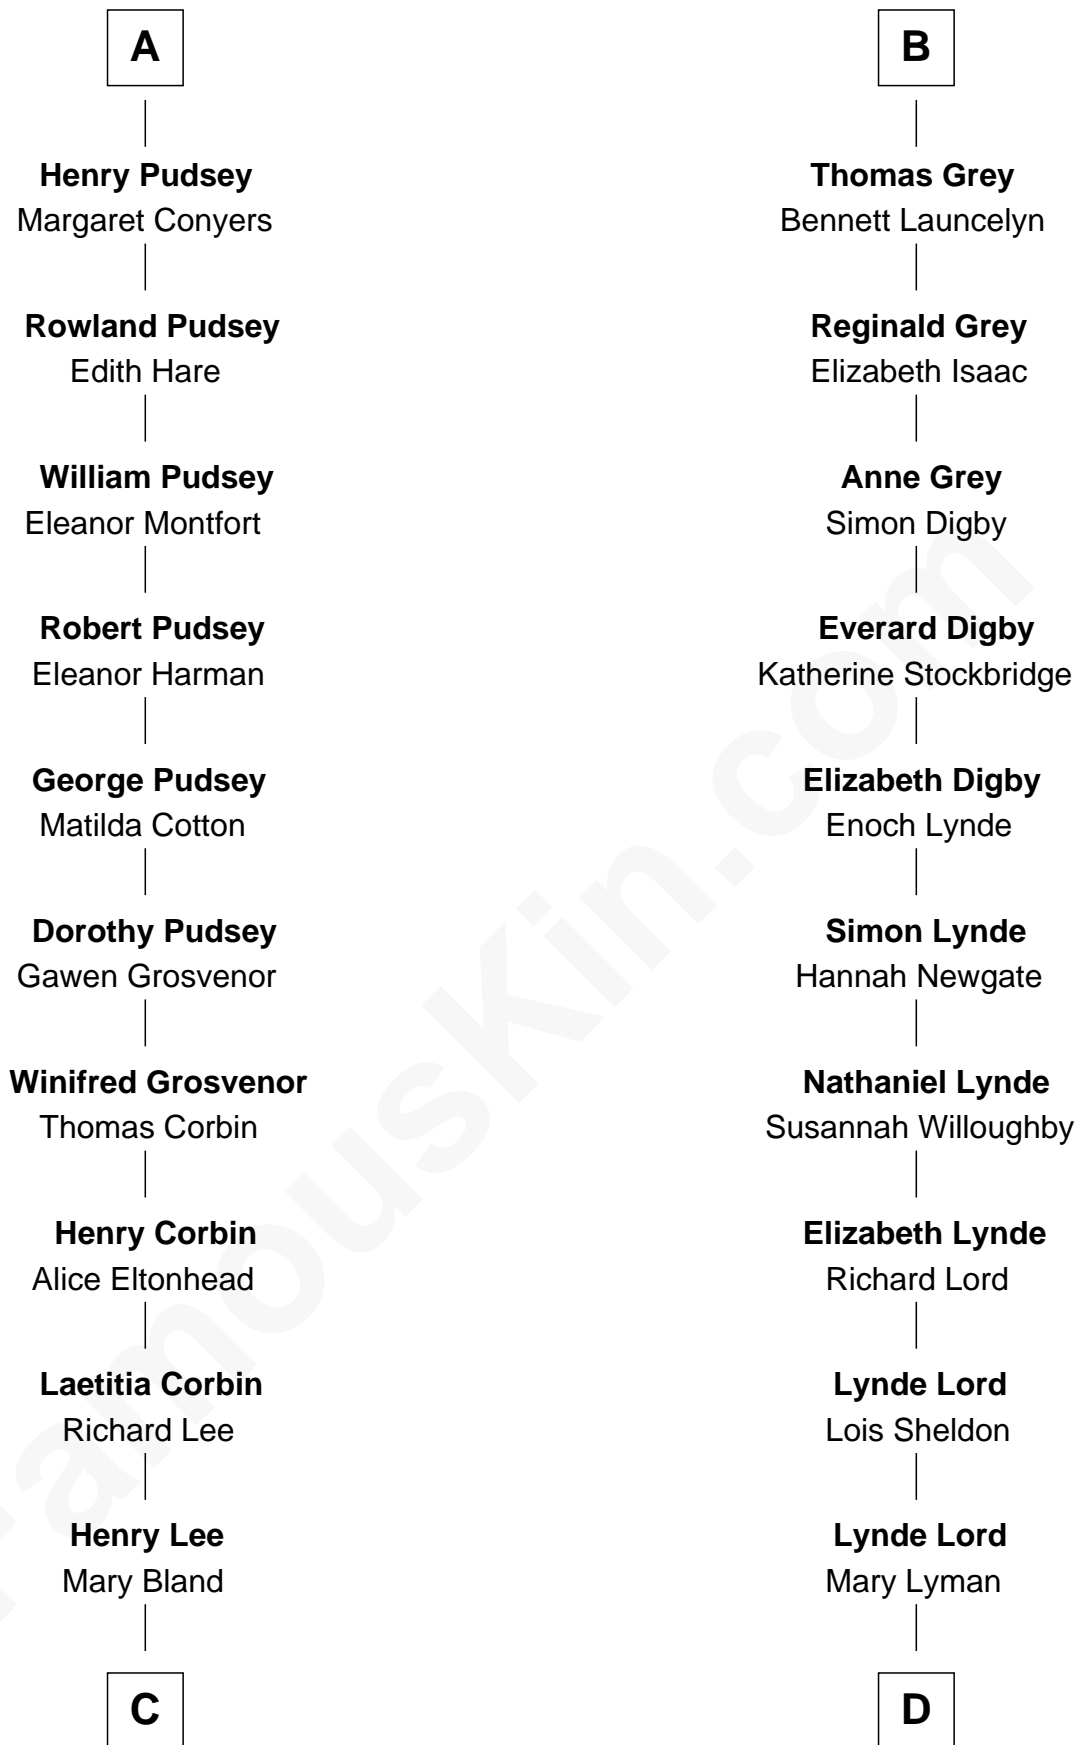 A
Henry Pudsey
Margaret Conyers
Rowland Pudsey
Edith Hare
William Pudsey
Eleanor Montfort
Robert Pudsey
Eleanor Harman
George Pudsey
Matilda Cotton
Dorothy Pudsey
Gawen Grosvenor
Winifred Grosvenor
Thomas Corbin
Henry Corbin
Alice Eltonhead
Laetitia Corbin
Richard Lee
Henry Lee
Mary Bland
C
B
Thomas Grey
Bennett Launcelyn
Reginald Grey
Elizabeth Isaac
Anne Grey
Simon Digby
Everard Digby
Katherine Stockbridge
Elizabeth Digby
Enoch Lynde
Simon Lynde
Hannah Newgate
Nathaniel Lynde
Susannah Willoughby
Elizabeth Lynde
Richard Lord
Lynde Lord
Lois Sheldon
Lynde Lord
Mary Lyman
D
FamousKin.com